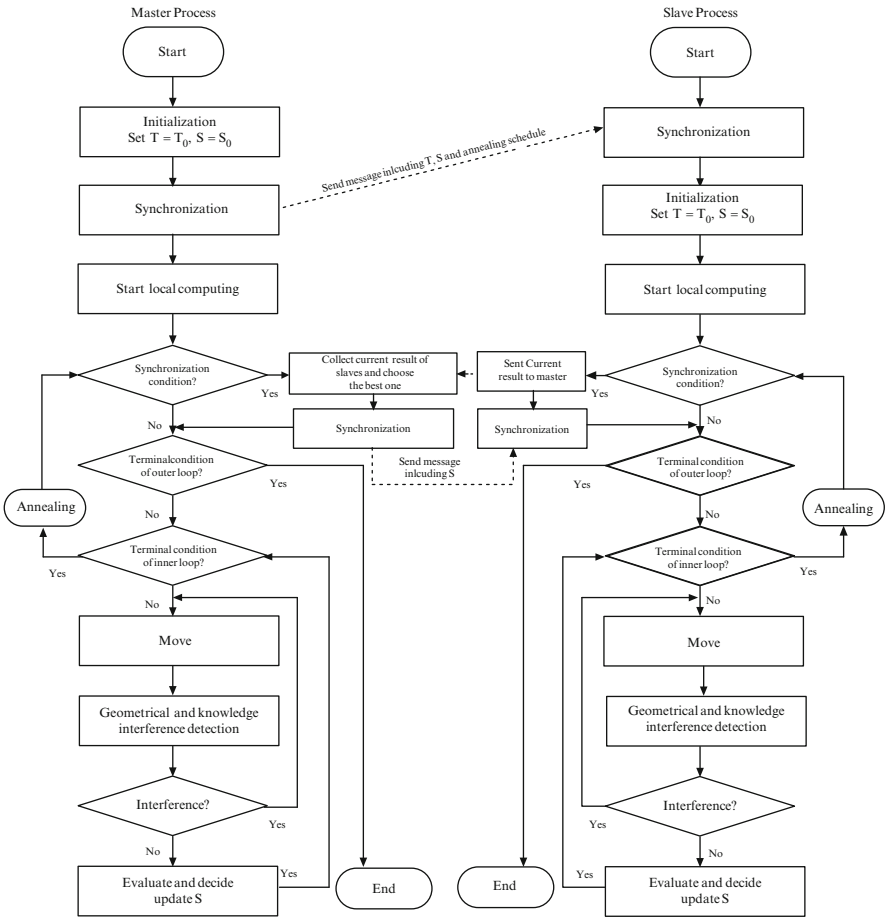 Master Process
Start
Initialization
Set T = T₀, S = S₀
Synchronization
Start local computing
Synchronization
condition?
Yes
No
Collect current result of
slaves and choose
the best one
Synchronization
Terminal condition
of outer loop?
Yes
No
Annealing
Terminal condition
of inner loop?
Yes
No
Move
Geometrical and knowledge
interference detection
Interference?
Yes
No
Evaluate and decide
update S
Yes
End
Send message inlcuding T, S and annealing schedule
Send message
inlcuding S
Slave Process
Start
Synchronization
Initialization
Set T = T₀, S = S₀
Start local computing
Synchronization
condition?
Yes
No
Sent Current
result to master
Synchronization
Terminal condition
of outer loop?
Yes
No
Annealing
Terminal condition
of inner loop?
Yes
No
Move
Geometrical and knowledge
interference detection
Interference?
Yes
No
Evaluate and decide
update S
Yes
End